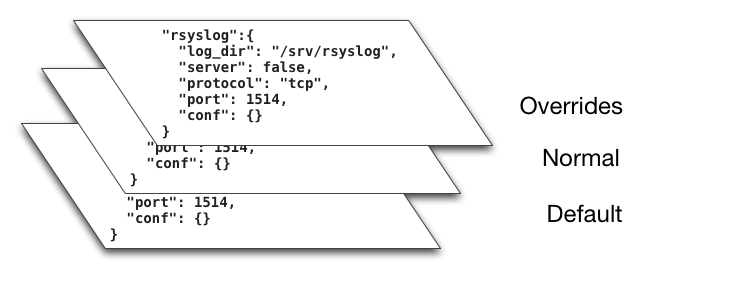 "rsyslog":{
"log_dir": "/srv/rsyslog",
"server": false,
"protocol": "tcp",
"port": 1514,
"conf": {}
}
"port": 1514,
"conf": {}
}
"port": 1514,
"conf": {}
}
Overrides
Normal
Default